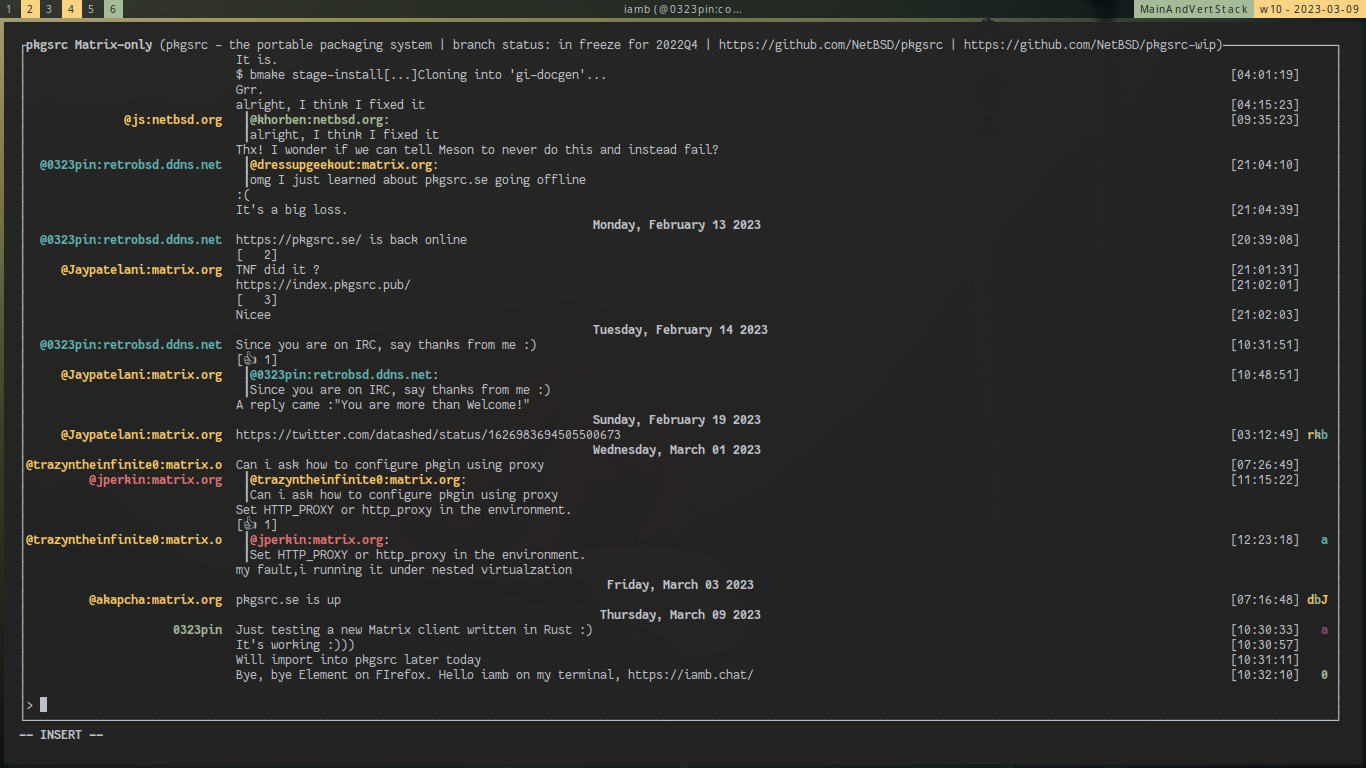 1 2 3 4 5 6 iamb (@0323pin:co… MainAndVertStack w10 - 2023-03-09
pkgsrc Matrix-only (pkgsrc - the portable packaging system | branch status: in freeze for 2022Q4 | https://github.com/NetBSD/pkgsrc | https://github.com/NetBSD/pkgsrc-wip)
It is.
$ bmake stage-install[...]Cloning into 'gi-docgen'... [04:01:19]
Grr.
alright, I think I fixed it [04:15:23]
@js:netbsd.org @khorben:netbsd.org: [09:35:23]
alright, I think I fixed it
Thx! I wonder if we can tell Meson to never do this and instead fail?
@0323pin:retrobsd.ddns.net @dressupgeekout:matrix.org: [21:04:10]
omg I just learned about pkgsrc.se going offline
:(
It's a big loss. [21:04:39]
Monday, February 13 2023
@0323pin:retrobsd.ddns.net https://pkgsrc.se/ is back online [20:39:08]
[ 2]
@Jaypatelani:matrix.org TNF did it ? [21:01:31]
https://index.pkgsrc.pub/ [21:02:01]
[ 3]
Nicee [21:02:03]
Tuesday, February 14 2023
@0323pin:retrobsd.ddns.net Since you are on IRC, say thanks from me :) [10:31:51]
[👍 1]
@Jaypatelani:matrix.org @0323pin:retrobsd.ddns.net: [10:48:51]
Since you are on IRC, say thanks from me :)
A reply came :"You are more than Welcome!"
Sunday, February 19 2023
@Jaypatelani:matrix.org https://twitter.com/datashed/status/1626983694505500673 [03:12:49] rkb
Wednesday, March 01 2023
@trazyntheinfinite0:matrix.o Can i ask how to configure pkgin using proxy [07:26:49]
@jperkin:matrix.org @trazyntheinfinite0:matrix.org: [11:15:22]
Can i ask how to configure pkgin using proxy
Set HTTP_PROXY or http_proxy in the environment.
[👍 1]
@trazyntheinfinite0:matrix.o @jperkin:matrix.org: [12:23:18] a
Set HTTP_PROXY or http_proxy in the environment.
my fault,i running it under nested virtualzation
Friday, March 03 2023
@akapcha:matrix.org pkgsrc.se is up [07:16:48] dbJ
Thursday, March 09 2023
0323pin Just testing a new Matrix client written in Rust :) [10:30:33] a
It's working :))) [10:30:57]
Will import into pkgsrc later today [10:31:11]
Bye, bye Element on FIrefox. Hello iamb on my terminal, https://iamb.chat/ [10:32:10] 0
>
-- INSERT --